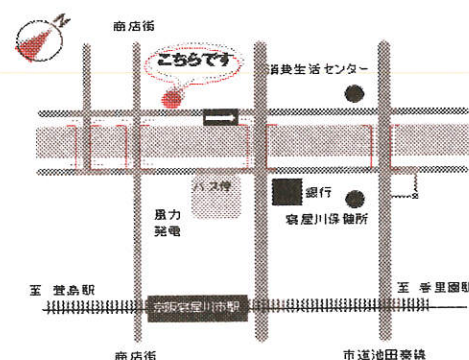 N
商店街
こちらです
消費生活センター
バス停
銀行
寝屋川保健所
風力
発電
至 萱島駅
京阪寝屋川市駅
至 香里園駅
商店街
市道池田秦線